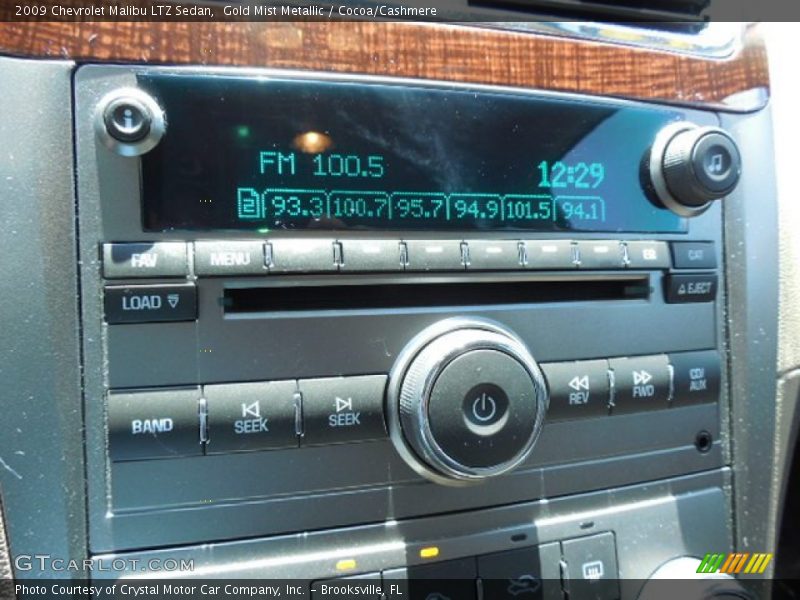 2009 Chevrolet Malibu LTZ Sedan,  Gold Mist Metallic / Cocoa/Cashmere
FM 100.5 12:29
93.3 100.7 95.7 94.9 101.5 94.1
FAV MENU CAT
LOAD EJECT
BAND SEEK SEEK REV FWD CD/ AUX
GTCARLOT.COM
Photo Courtesy of Crystal Motor Car Company, Inc. – Brooksville, FL